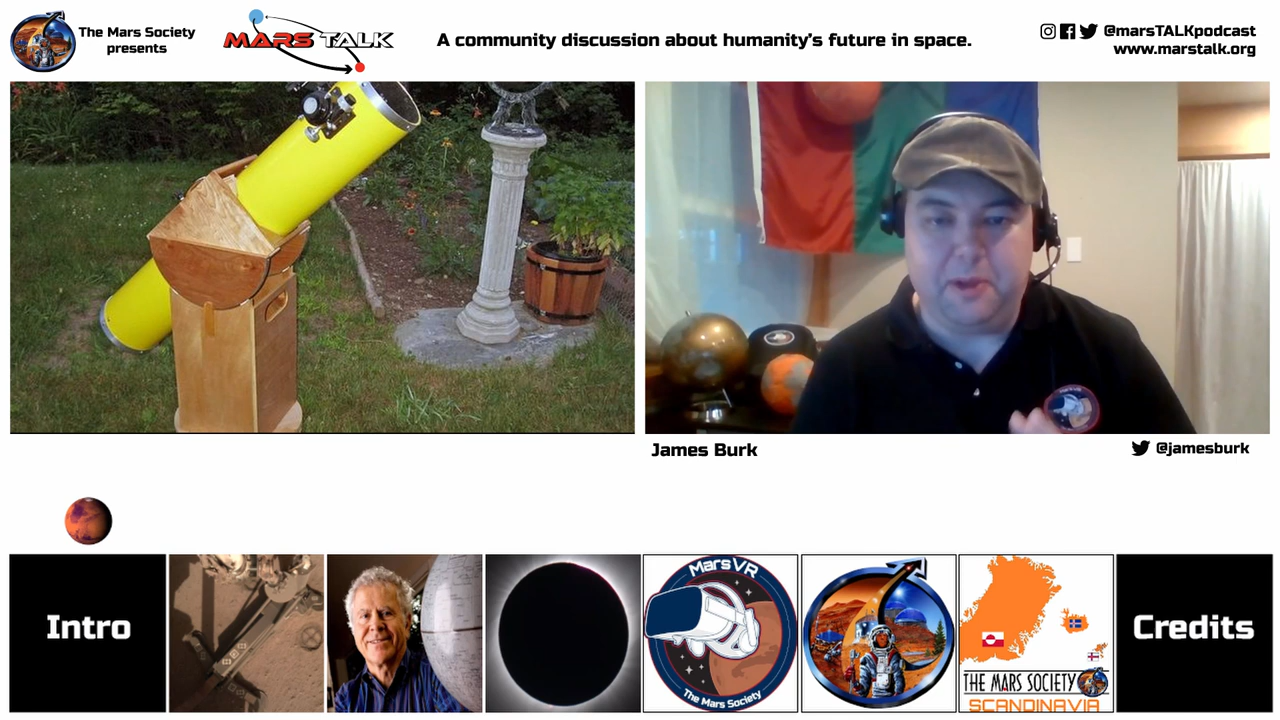 The Mars Society
presents
MARS TALK
A community discussion about humanity's future in space.
@marsTALKpodcast
www.marstalk.org
James Burk
@jamesburk
Intro
MarsVR
The Mars Society
THE MARS SOCIETY
SCANDINAVIA
Credits